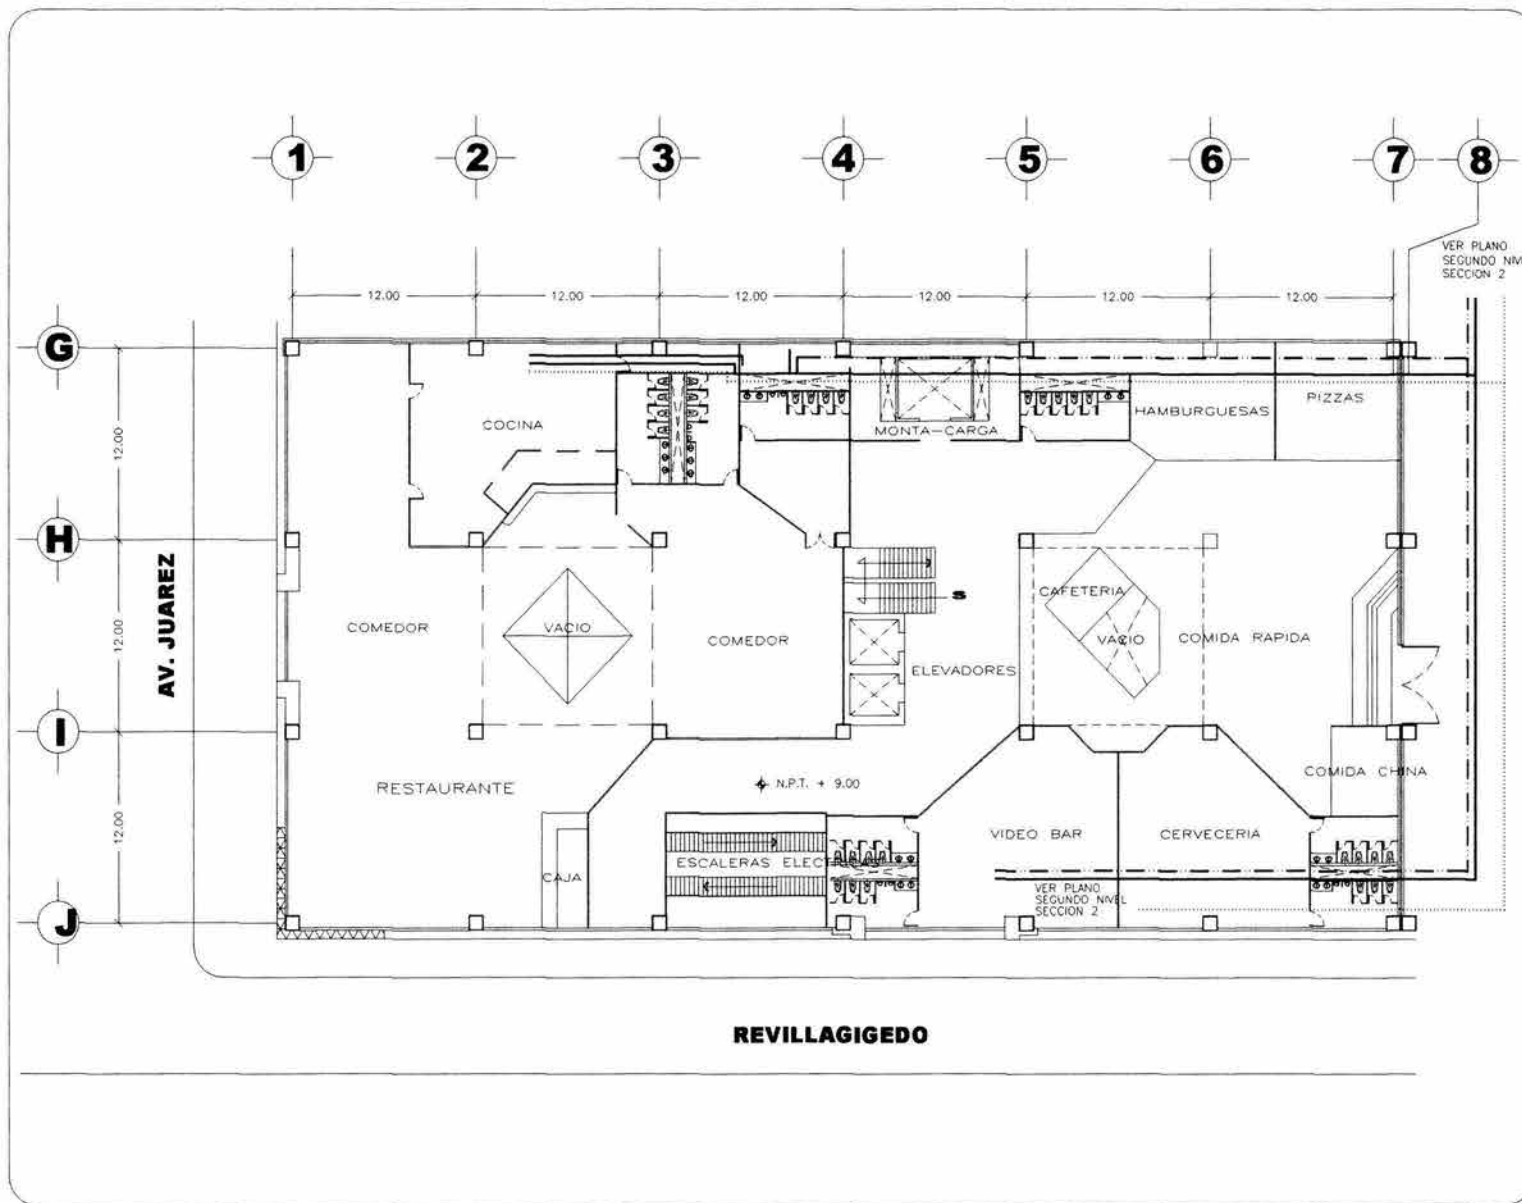 1 2 3 4 5 6 7 8
VER PLANO
SEGUNDO NIV
SECCION 2
12.00 12.00 12.00 12.00 12.00 12.00
G
H
I
J
12.00
12.00
12.00
AV. JUAREZ
COCINA
MONTA-CARGA
HAMBURGUESAS
PIZZAS
COMEDOR
VACIO
COMEDOR
S
ELEVADORES
CAFETERIA
VACIO
COMIDA RAPIDA
RESTAURANTE
N.P.T. + 9.00
COMIDA CHINA
CAJA
ESCALERAS ELECTRICAS
VIDEO BAR
CERVECERIA
VER PLANO
SEGUNDO NIVEL
SECCION 2
REVILLAGIGEDO